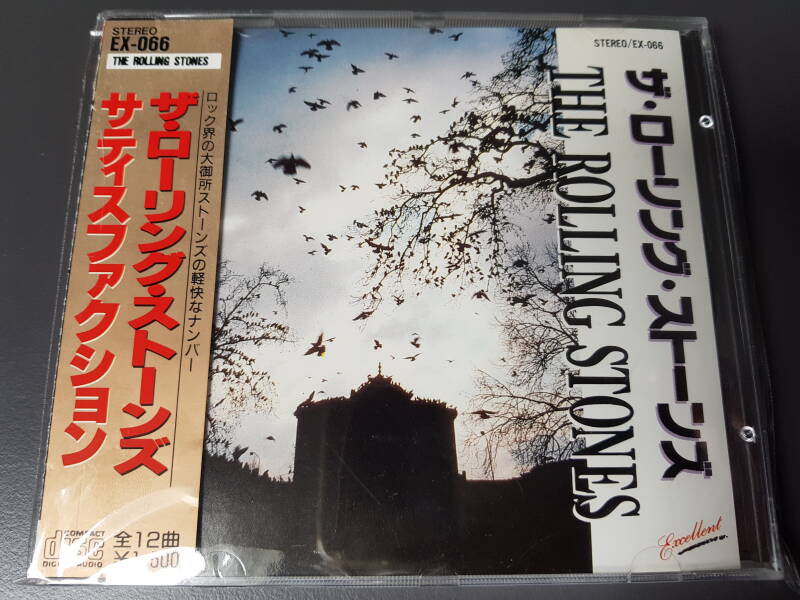 STEREO
EX-066
THE ROLLING STONES
ロック界の大御所ストーンズの軽快なナンバー
ザ・ローリング・ストーンズ
サティスファクション
COMPACT
disc
DIGITAL AUDIO
全12曲
¥1,500
STEREO/EX-066
ザ・ローリング・ストーンズ
THE ROLLING STONES
Excellent